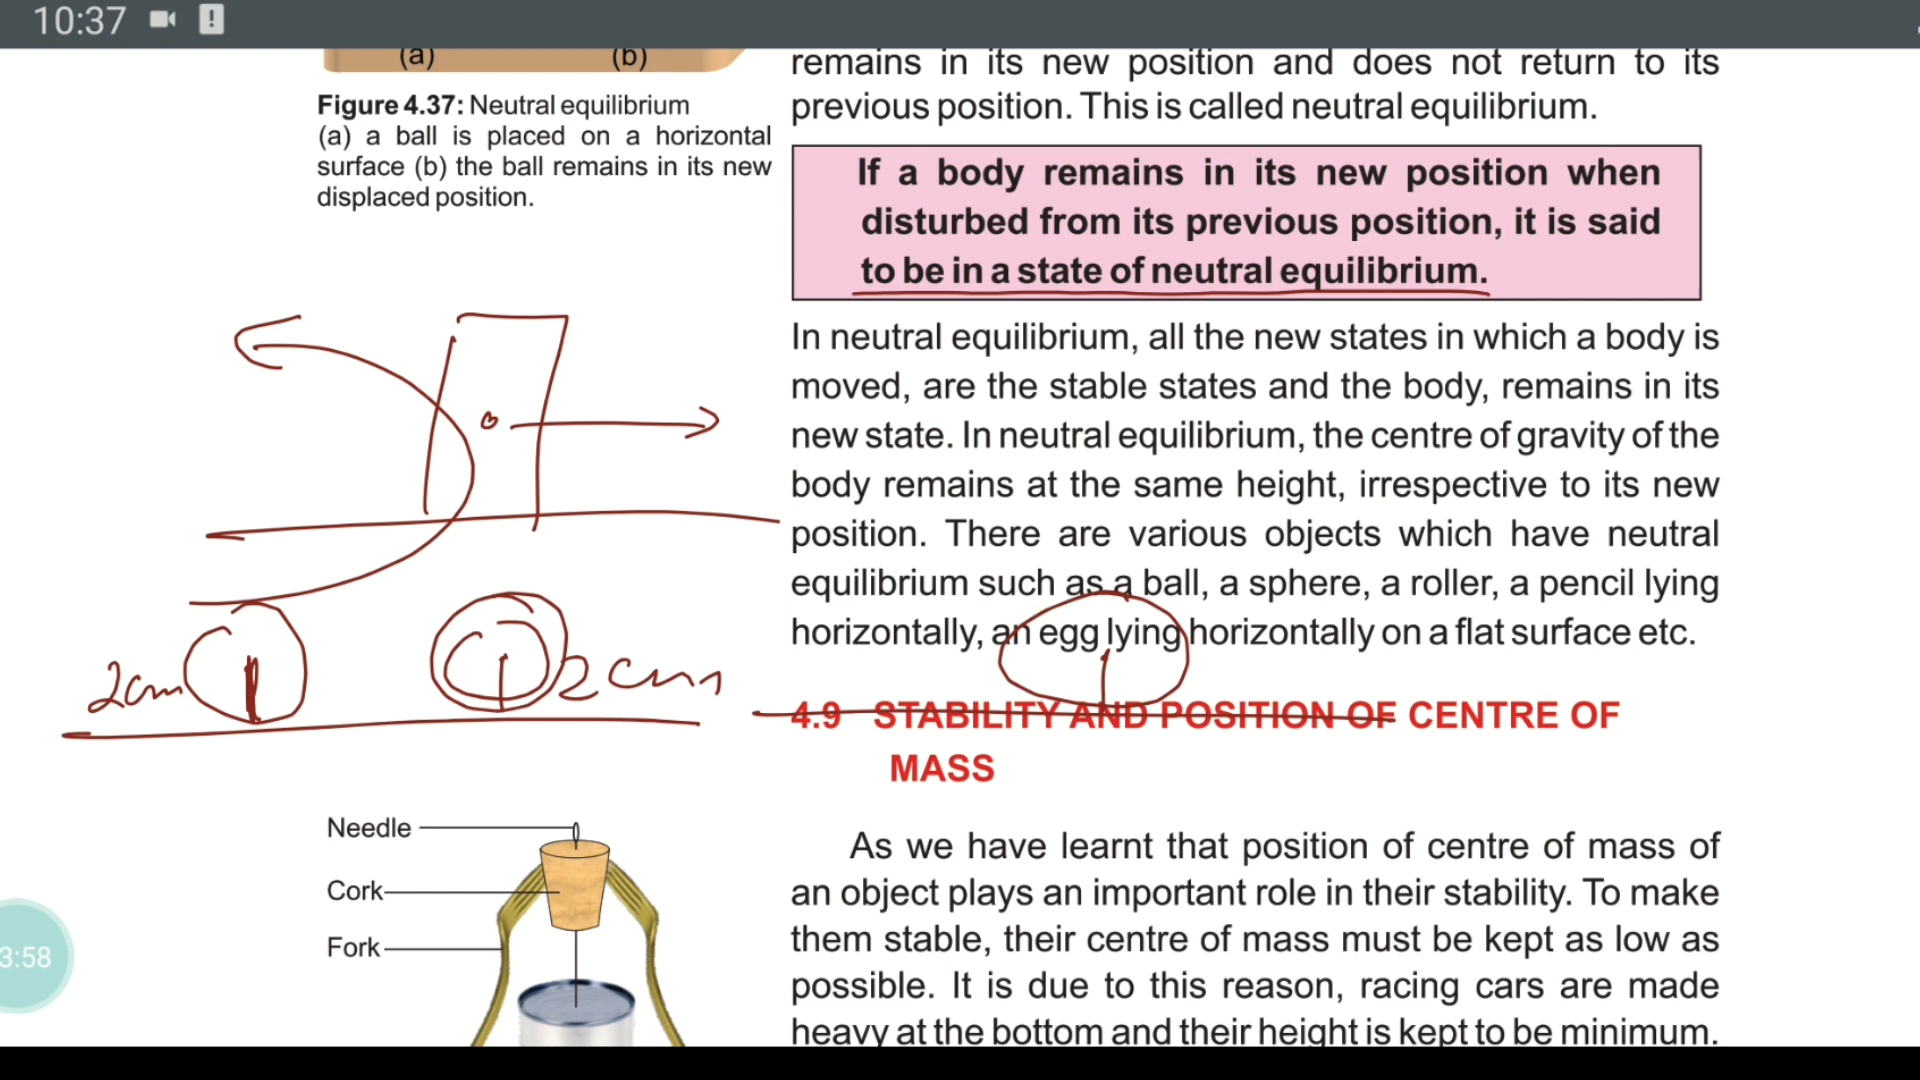 10:37
(a) (b)
Figure 4.37: Neutral equilibrium
(a) a ball is placed on a horizontal
surface (b) the ball remains in its new
displaced position.
remains in its new position and does not return to its
previous position. This is called neutral equilibrium.
If a body remains in its new position when
disturbed from its previous position, it is said
to be in a state of neutral equilibrium.
In neutral equilibrium, all the new states in which a body is
moved, are the stable states and the body, remains in its
new state. In neutral equilibrium, the centre of gravity of the
body remains at the same height, irrespective to its new
position. There are various objects which have neutral
equilibrium such as a ball, a sphere, a roller, a pencil lying
horizontally, an egg lying horizontally on a flat surface etc.
2cm
2cm
4.9 STABILITY AND POSITION OF CENTRE OF
MASS
Needle
Cork
Fork
3:58
As we have learnt that position of centre of mass of
an object plays an important role in their stability. To make
them stable, their centre of mass must be kept as low as
possible. It is due to this reason, racing cars are made
heavy at the bottom and their height is kept to be minimum.